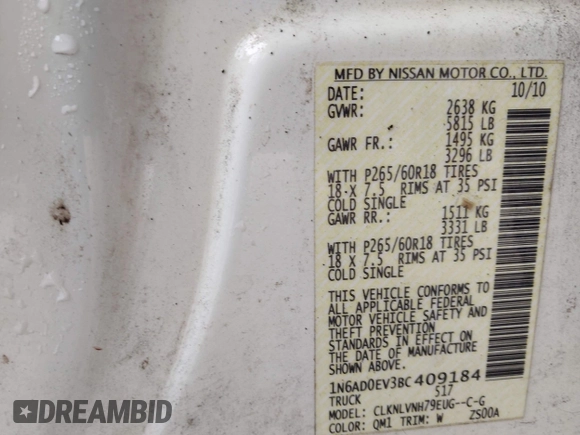 MFD BY NISSAN MOTOR CO., LTD.
DATE: 10/10
GVWR: 2638 KG
5815 LB
GAWR FR.: 1495 KG
3296 LB
WITH P265/60R18 TIRES
18 X 7.5 RIMS AT 35 PSI
COLD SINGLE
GAWR RR.: 1511 KG
3331 LB
WITH P265/60R18 TIRES
18 X 7.5 RIMS AT 35 PSI
COLD SINGLE
THIS VEHICLE CONFORMS TO
ALL APPLICABLE FEDERAL
MOTOR VEHICLE SAFETY AND
THEFT PREVENTION
STANDARDS IN EFFECT ON
THE DATE OF MANUFACTURE
SHOWN ABOVE.
1N6AD0EV3BC409184
TRUCK S17
MODEL: CLKNLVNH79EUG--C-G
COLOR: QM1 TRIM: W ZS00A
DREAMBID